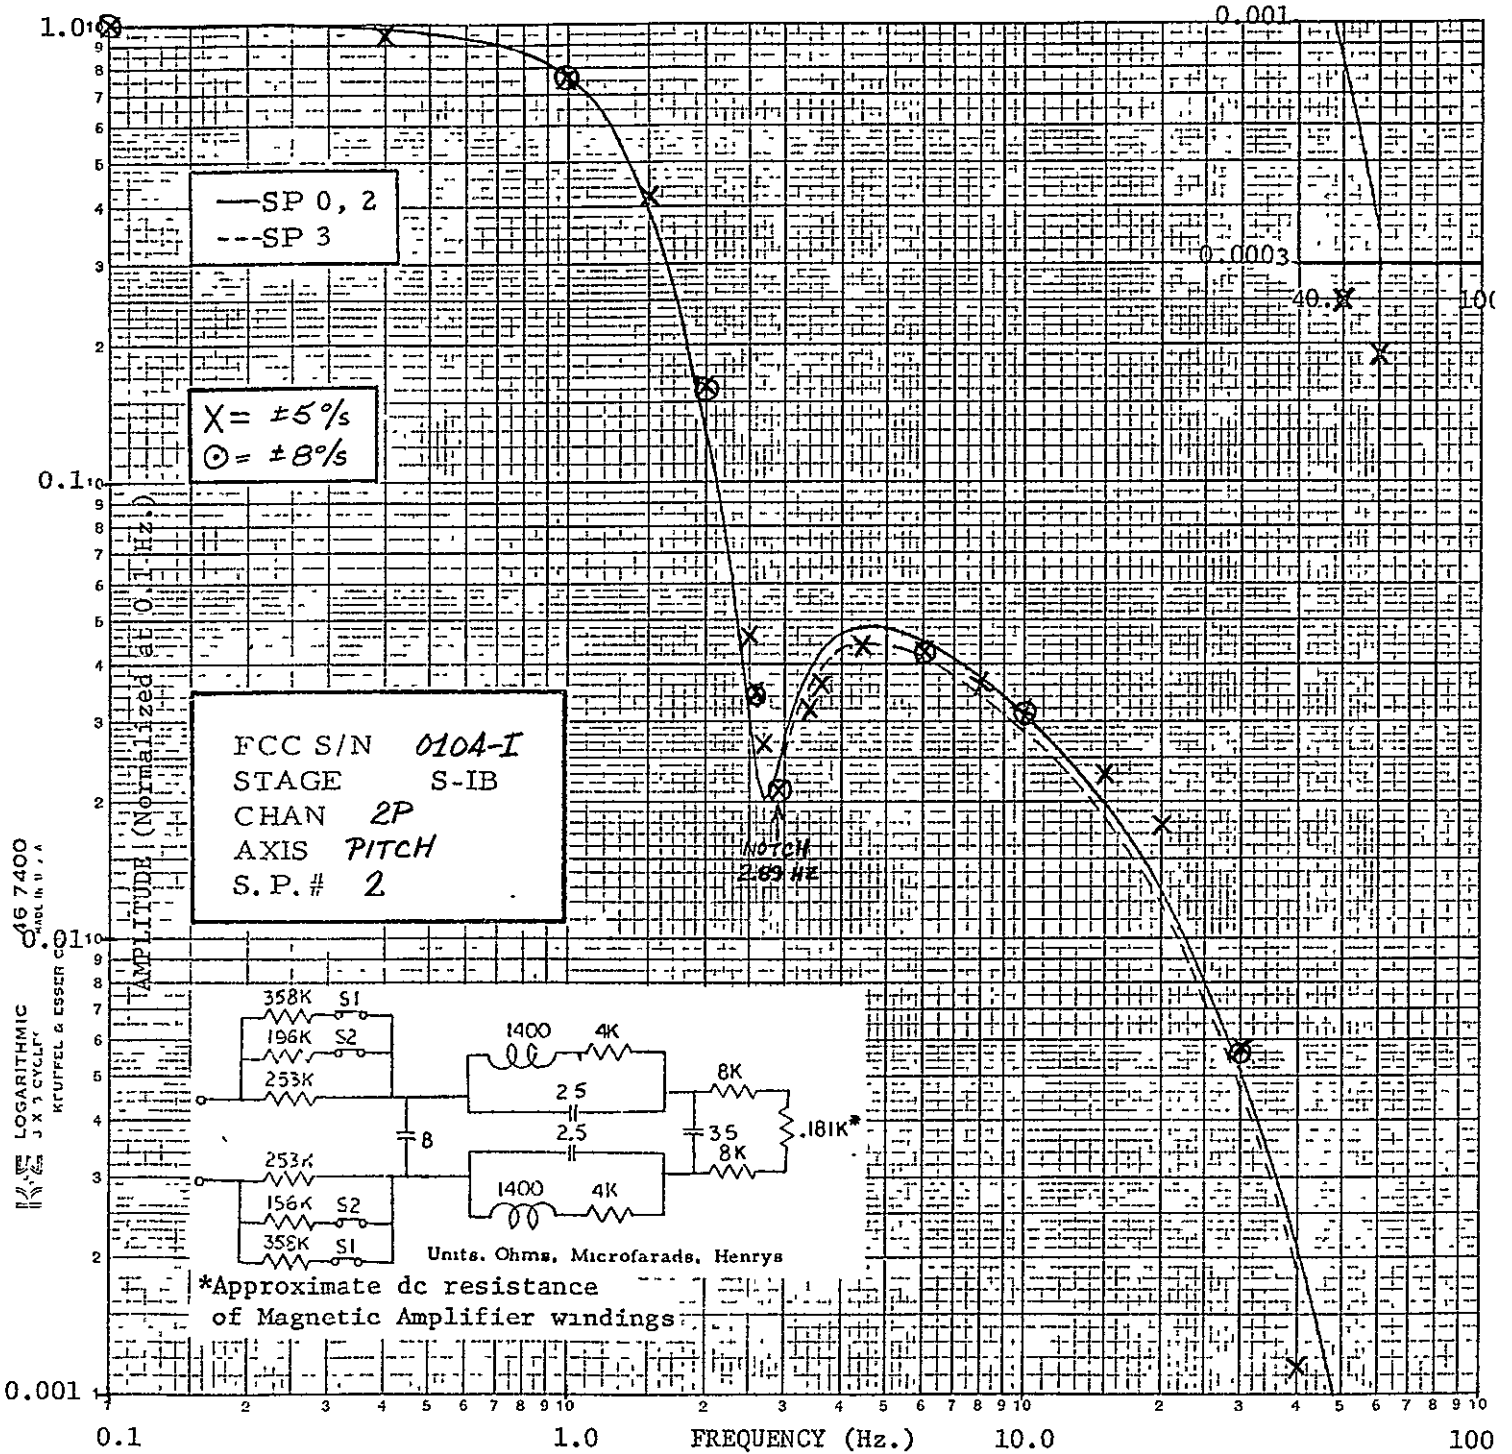 1.0
0.001
SP 0, 2
SP 3
0.0003
40.
100
X = ±5°/s
⊙ = ±8°/s
0.1
AMPLITUDE (Normalized at 0.1 Hz.)
FCC S/N 0104-I
STAGE S-IB
CHAN 2P
AXIS PITCH
S. P. # 2
NOTCH
2.89 HZ
0.01
46 7400
LOGARITHMIC
KEUFFEL & ESSER CO.
358K S1
196K S2
253K
1400 4K
2 5
8
2.5
3.5
8K
.181K*
8K
253K
156K S2
358K S1
1400 4K
Units. Ohms, Microfarads, Henrys
*Approximate dc resistance
of Magnetic Amplifier windings
0.001
0.1 1.0 FREQUENCY (Hz.) 10.0 100